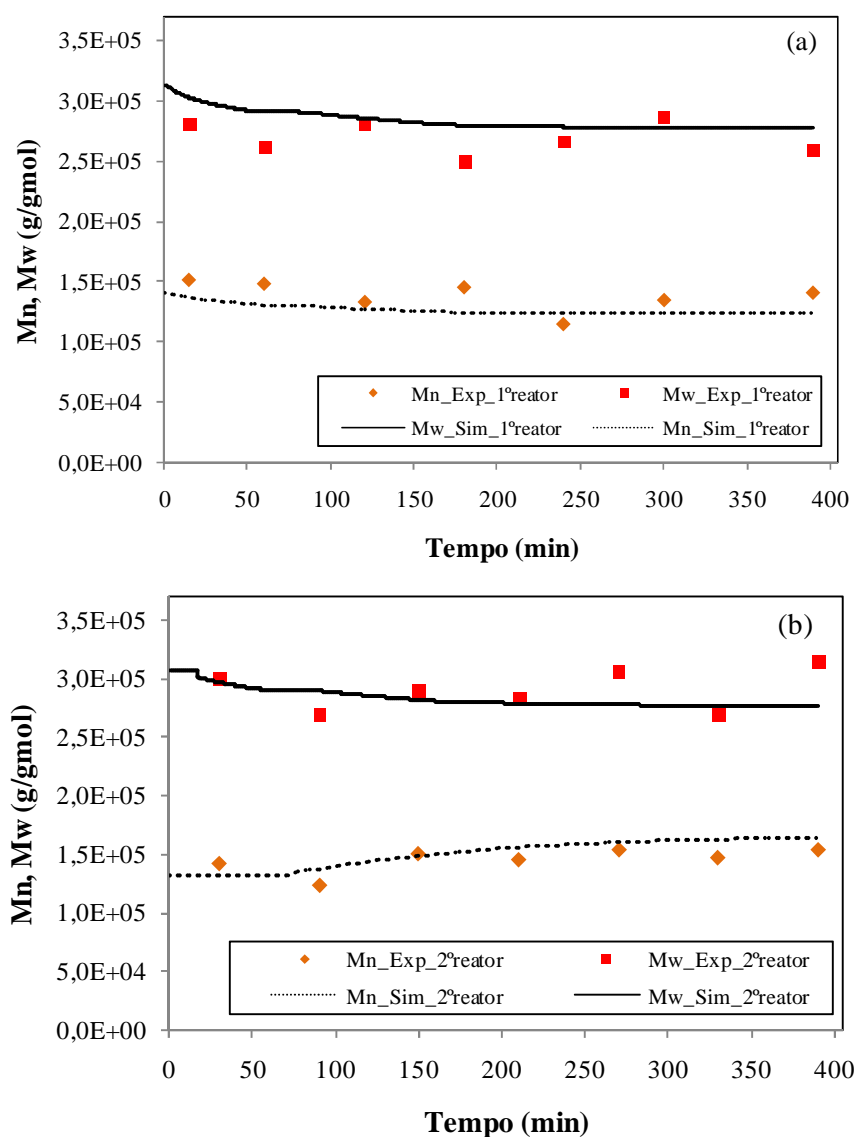 (a)
3,5E+05
3,0E+05
2,5E+05
2,0E+05
1,5E+05
1,0E+05
5,0E+04
0,0E+00
Mn, Mw (g/gmol)
Mn_Exp_1ºreator Mw_Exp_1ºreator
Mw_Sim_1ºreator Mn_Sim_1ºreator
0 50 100 150 200 250 300 350 400
Tempo (min)
(b)
3,5E+05
3,0E+05
2,5E+05
2,0E+05
1,5E+05
1,0E+05
5,0E+04
0,0E+00
Mn, Mw (g/gmol)
Mn_Exp_2ºreator Mw_Exp_2ºreator
Mn_Sim_2ºreator Mw_Sim_2ºreator
0 50 100 150 200 250 300 350 400
Tempo (min)